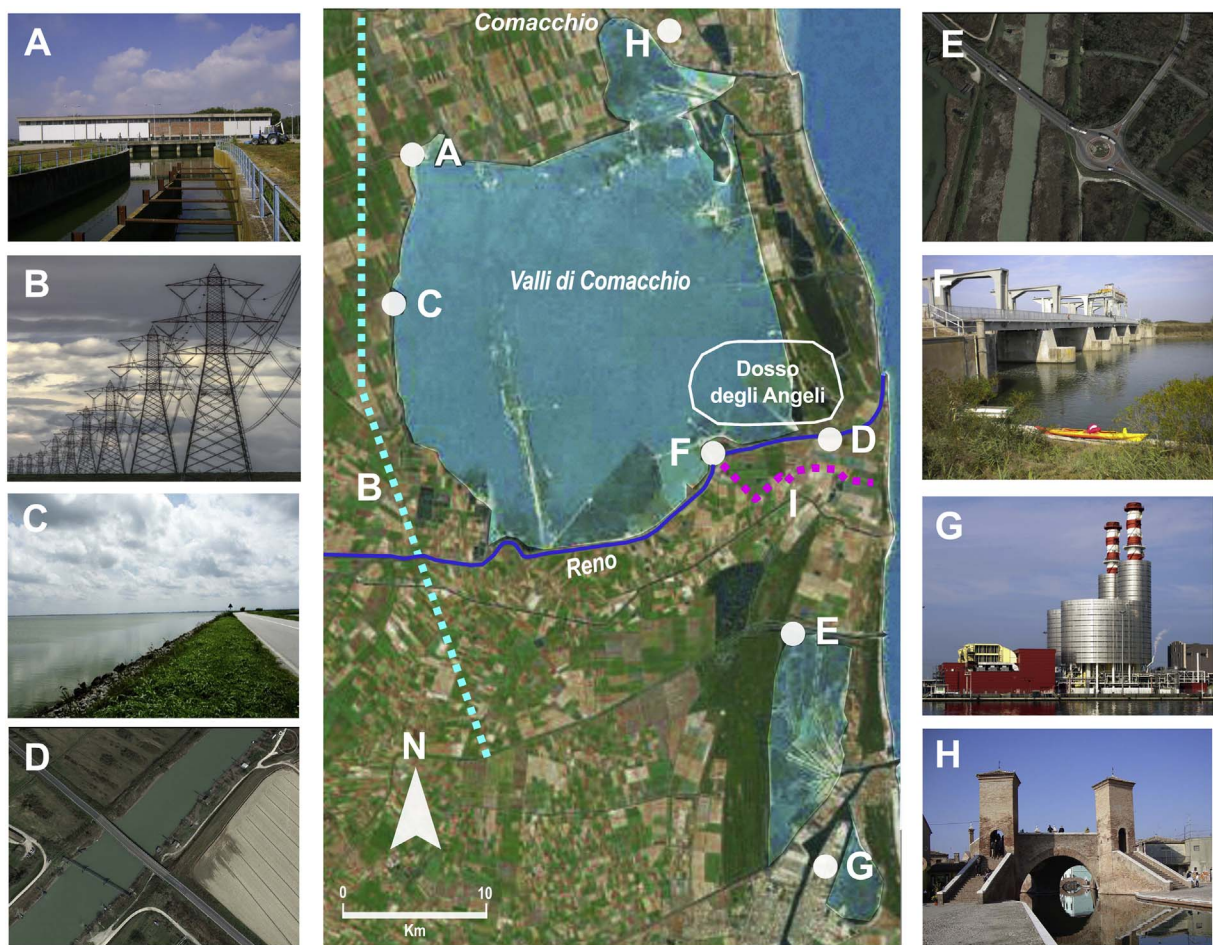 A
B
C
D
Comacchio
H
A
Valli di Comacchio
C
Dosso
degli Angeli
D
F
B
I
Reno
E
N
G
0
10
Km
E
F
G
H